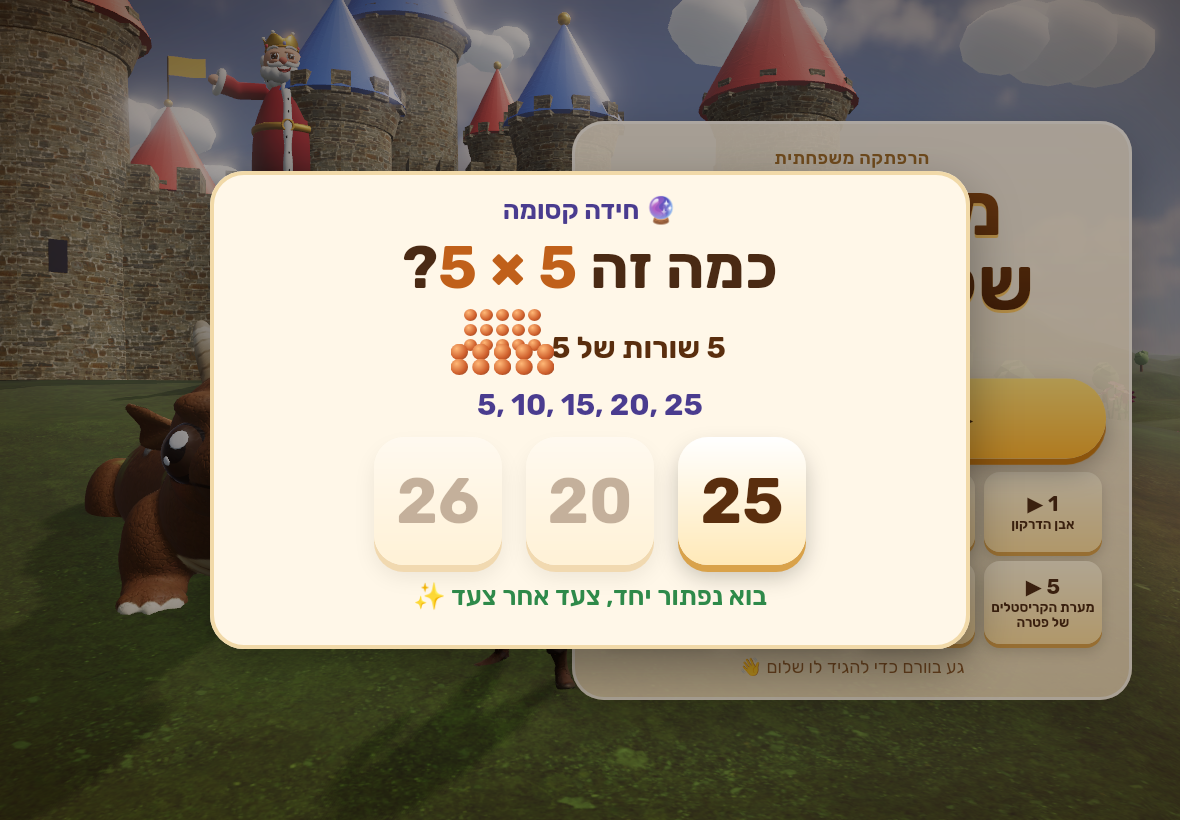 הרפתקה משפחתית
🔮 חידה קסומה
כמה זה 5 × 5?
5 שורות של 5
5, 10, 15, 20, 25
25
20
26
בוא נפתור יחד, צעד אחר צעד ✨
1 ▶
אבן הדרקון
5 ▶
מערת הקריסטלים
של פטרה
גע בוורם כדי להגיד לו שלום 👋